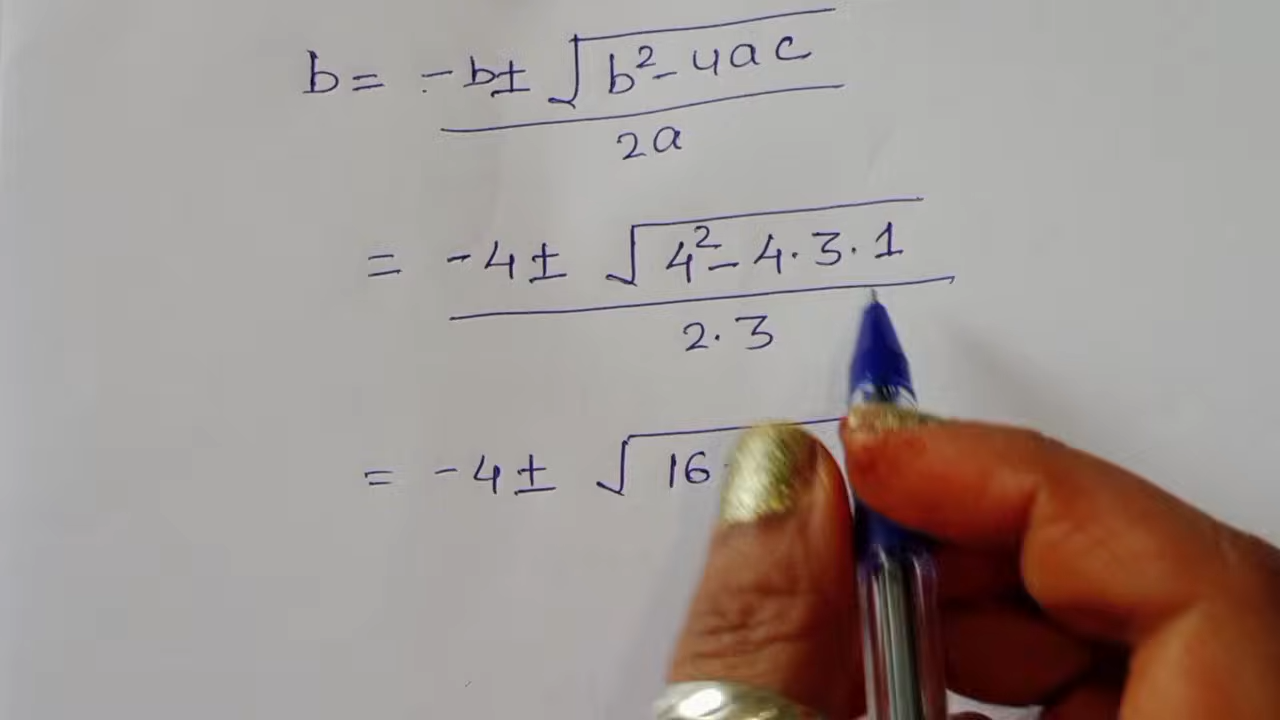 b = -b ± √b² - 4ac
2a
= -4 ± √4² - 4·3·1
2·3
= -4 ± √16